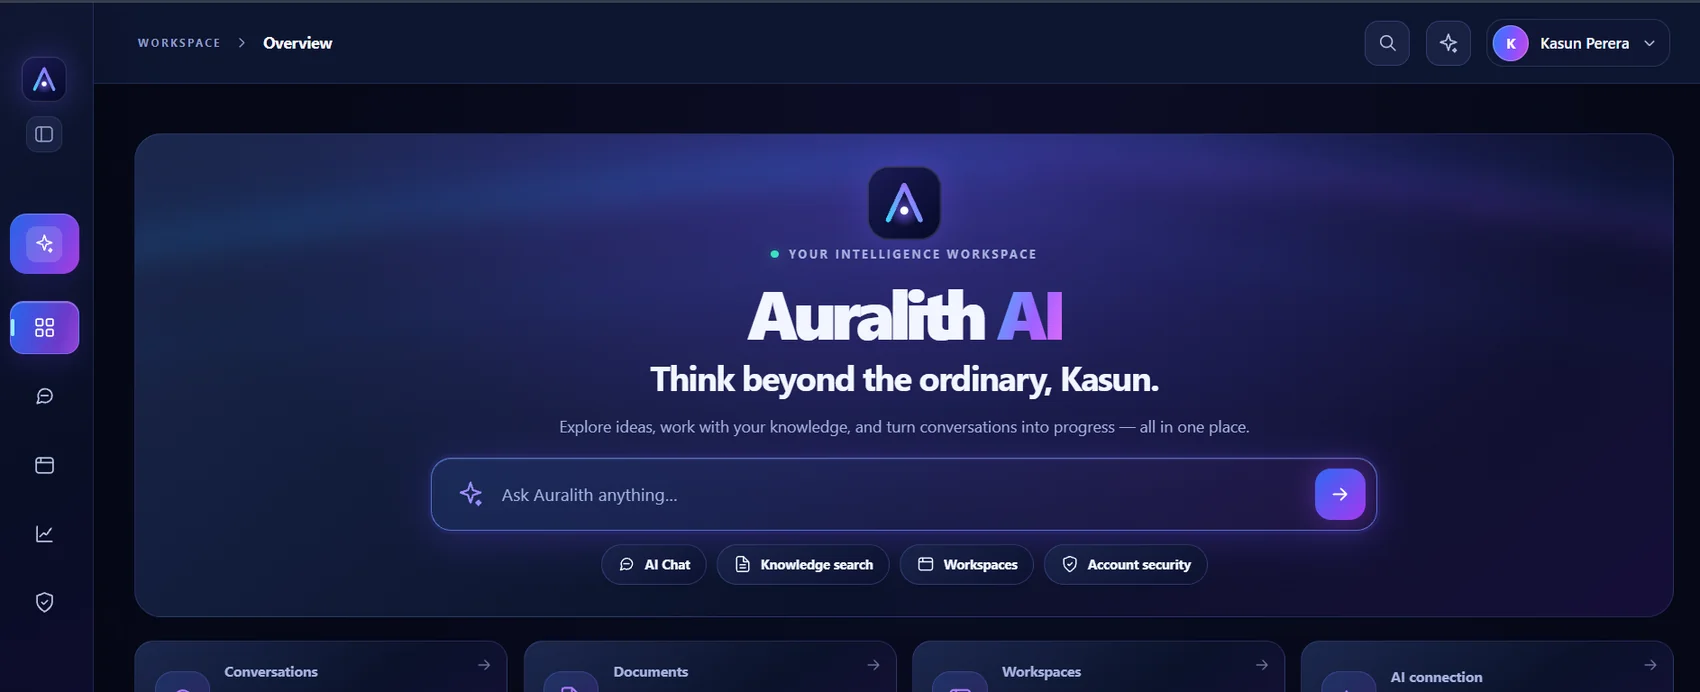 WORKSPACE > Overview
K Kasun Perera
YOUR INTELLIGENCE WORKSPACE
Auralith AI
Think beyond the ordinary, Kasun.
Explore ideas, work with your knowledge, and turn conversations into progress — all in one place.
Ask Auralith anything...
AI Chat Knowledge search Workspaces Account security
Conversations Documents Workspaces AI connection